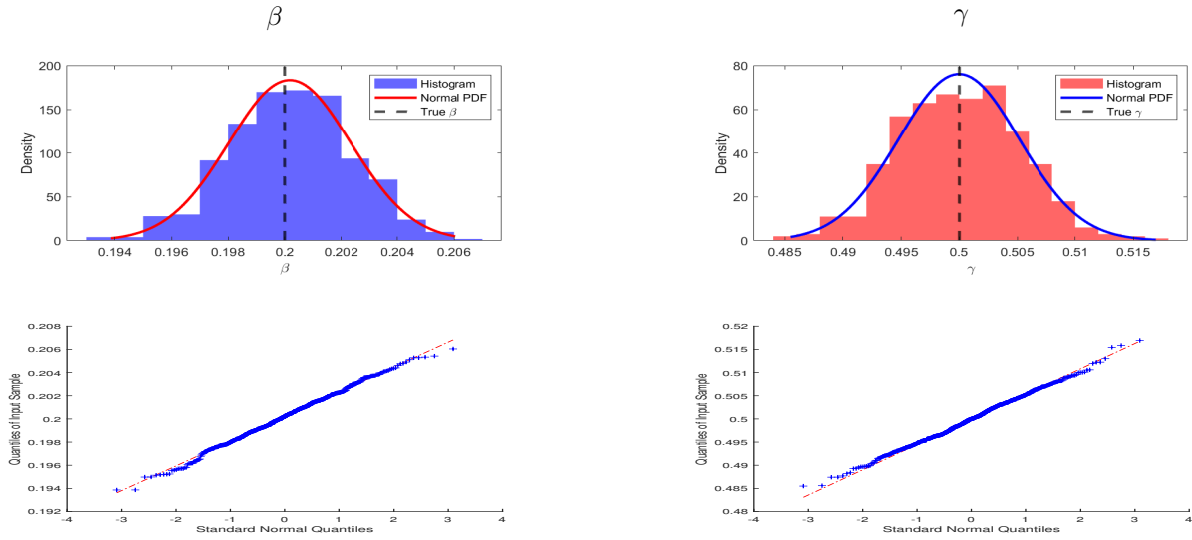 β
γ
200
150
100
50
0
Density
Histogram
Normal PDF
True β
0.194 0.196 0.198 0.2 0.202 0.204 0.206
β
80
60
40
20
0
Density
Histogram
Normal PDF
True γ
0.485 0.49 0.495 0.5 0.505 0.51 0.515
γ
0.208
0.206
0.204
0.202
0.2
0.198
0.196
0.194
0.192
Quantiles of Input Sample
-4 -3 -2 -1 0 1 2 3 4
Standard Normal Quantiles
0.52
0.515
0.51
0.505
0.5
0.495
0.49
0.485
0.48
Quantiles of Input Sample
-4 -3 -2 -1 0 1 2 3 4
Standard Normal Quantiles